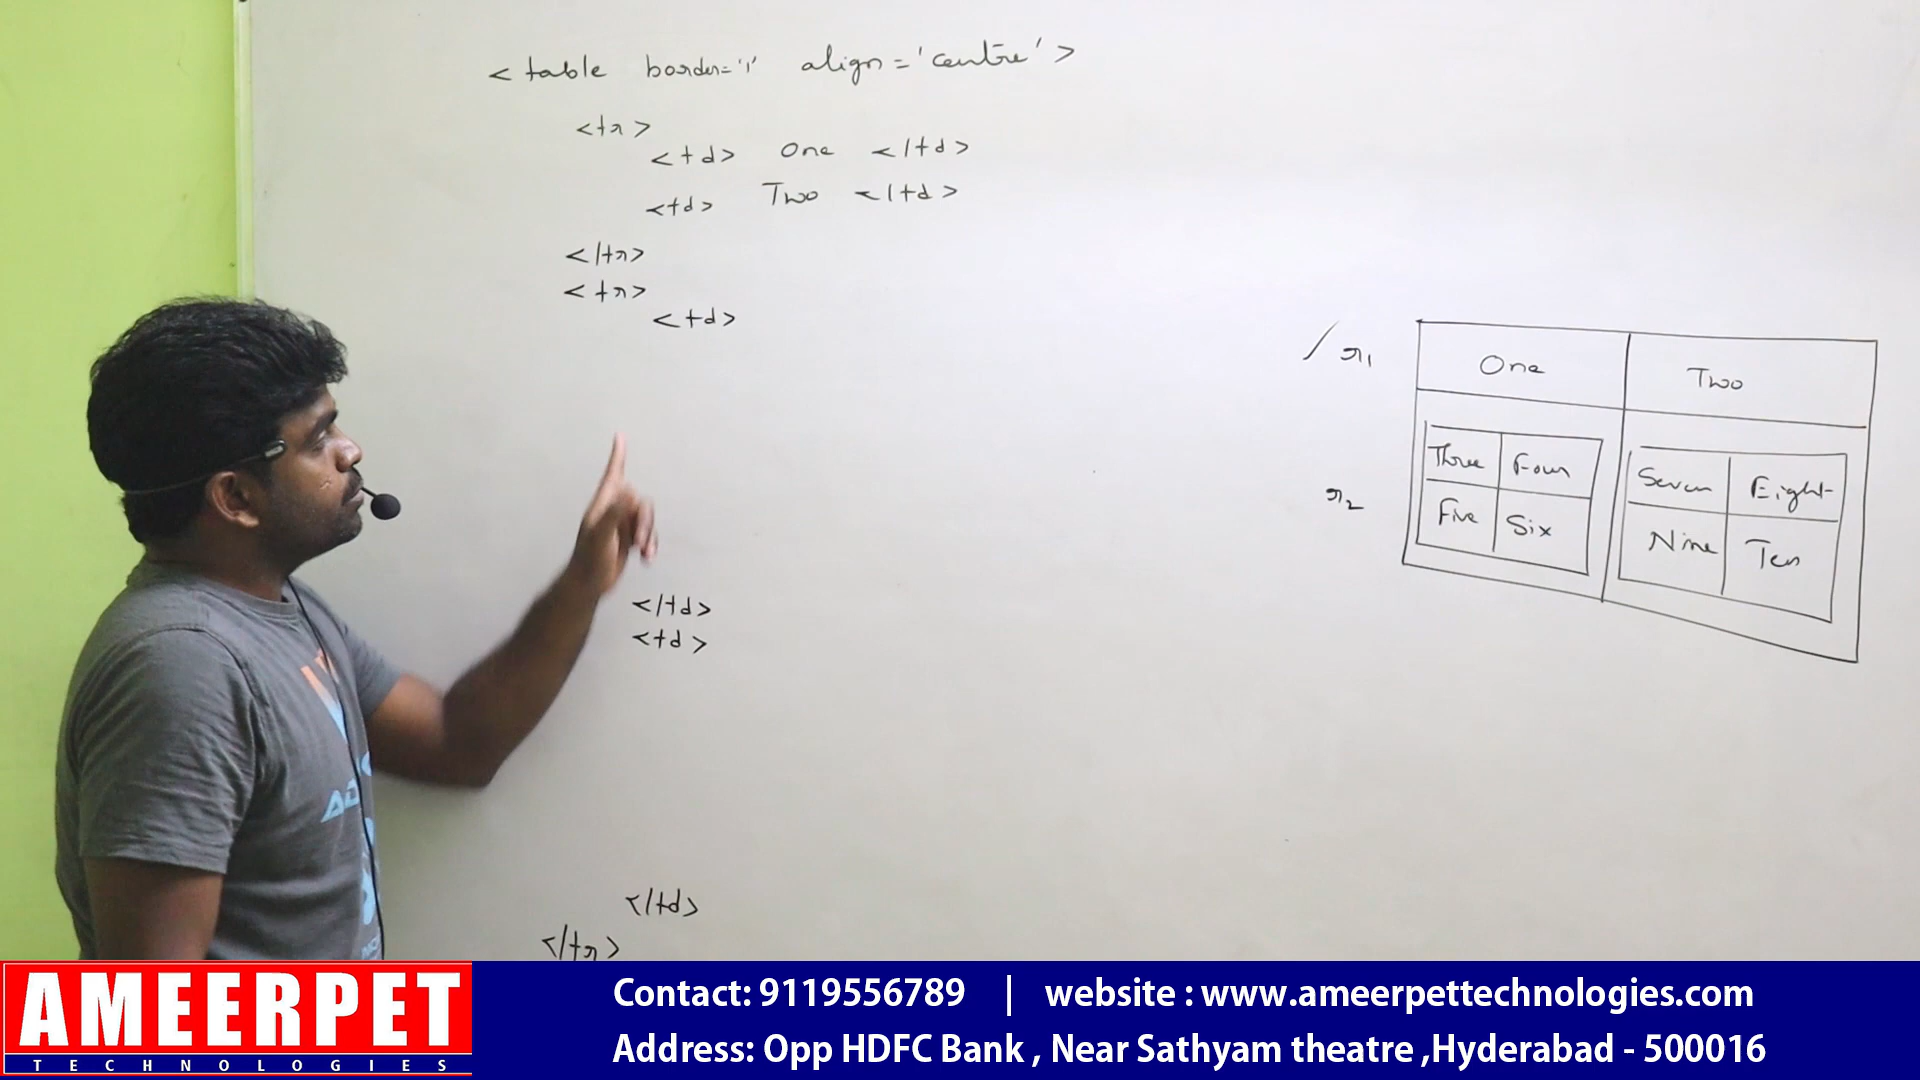 < table border='1' align='centre' >
<tr>
<td> One </td>
<td> Two </td>
</tr>
<tr>
<td>
</td>
<td>
</td>
</tr>
r1 One Two
r2
Three Four
Five Six
Seven Eight
Nine Ten
AD
AMEERPET
TECHNOLOGIES
Contact: 9119556789 | website : www.ameerpettechnologies.com
Address: Opp HDFC Bank , Near Sathyam theatre ,Hyderabad - 500016